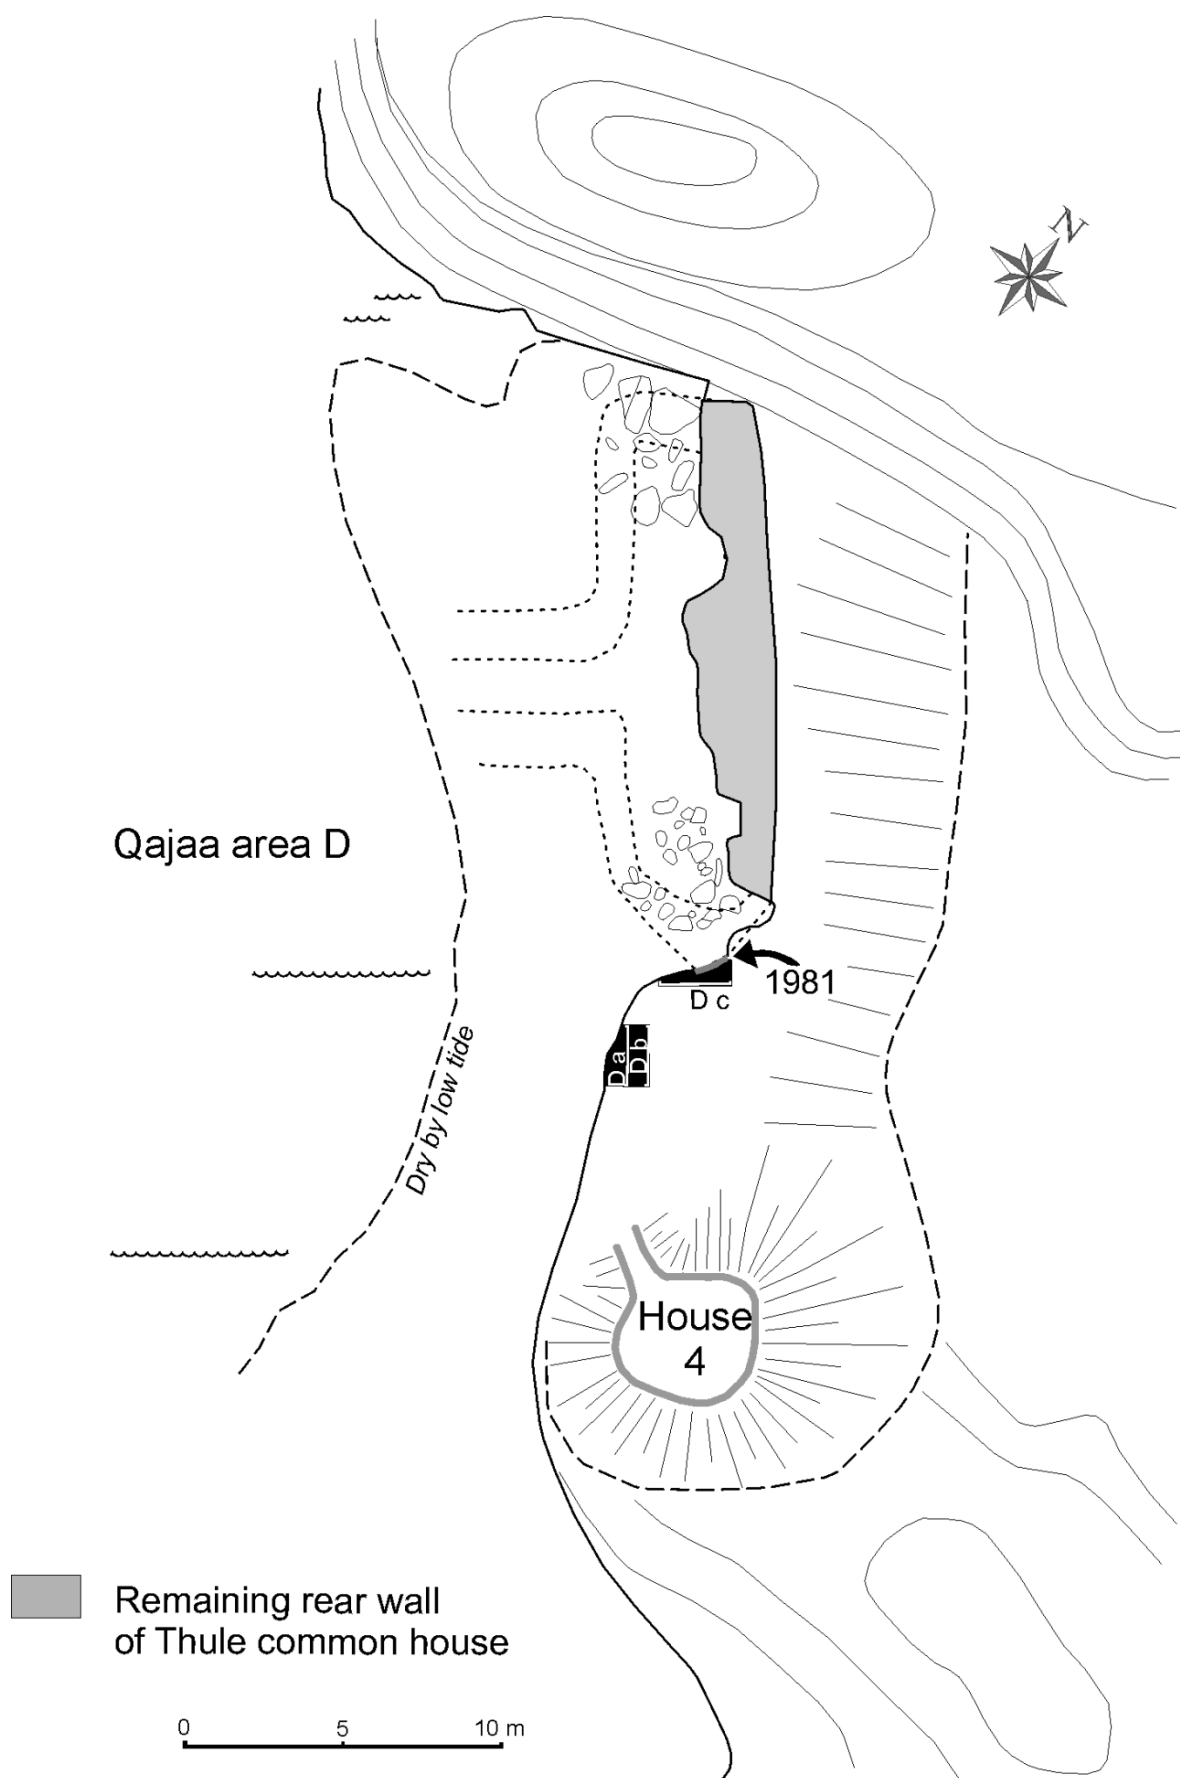 N
Qajaa area D
1981
D c
D a
D b
Dry by low tide
House
4
Remaining rear wall
of Thule common house
0 5 10 m